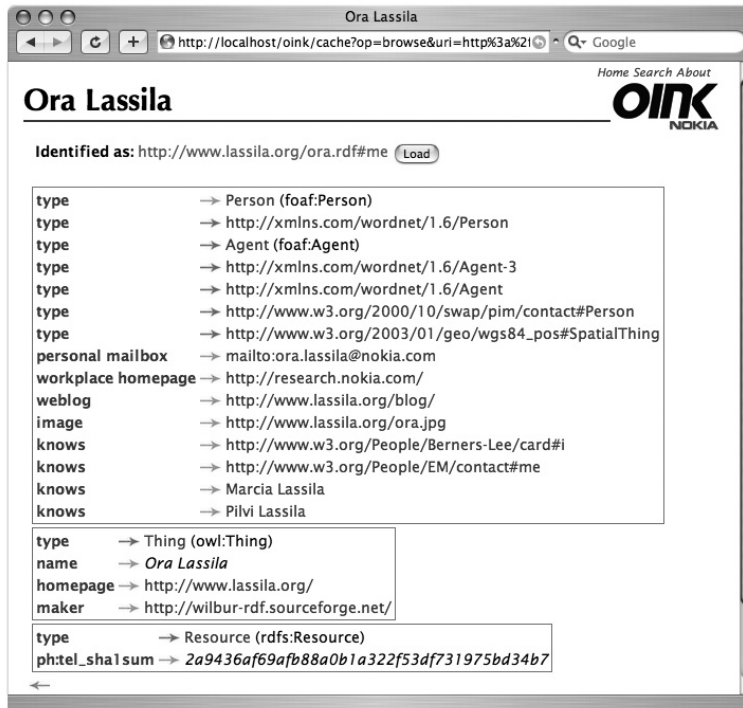 Ora Lassila
http://localhost/oink/cache?op=browse&uri=http%3a%2f
Google
Home Search About
Ora Lassila
OINK
NOKIA
Identified as: http://www.lassila.org/ora.rdf#me Load
type → Person (foaf:Person)
type → http://xmlns.com/wordnet/1.6/Person
type → Agent (foaf:Agent)
type → http://xmlns.com/wordnet/1.6/Agent-3
type → http://xmlns.com/wordnet/1.6/Agent
type → http://www.w3.org/2000/10/swap/pim/contact#Person
type → http://www.w3.org/2003/01/geo/wgs84_pos#SpatialThing
personal mailbox → mailto:ora.lassila@nokia.com
workplace homepage → http://research.nokia.com/
weblog → http://www.lassila.org/blog/
image → http://www.lassila.org/ora.jpg
knows → http://www.w3.org/People/Berners-Lee/card#i
knows → http://www.w3.org/People/EM/contact#me
knows → Marcia Lassila
knows → Pilvi Lassila
type → Thing (owl:Thing)
name → Ora Lassila
homepage → http://www.lassila.org/
maker → http://wilbur-rdf.sourceforge.net/
type → Resource (rdfs:Resource)
ph:tel_sha1sum → 2a9436af69afb88a0b1a322f53df731975bd34b7
←